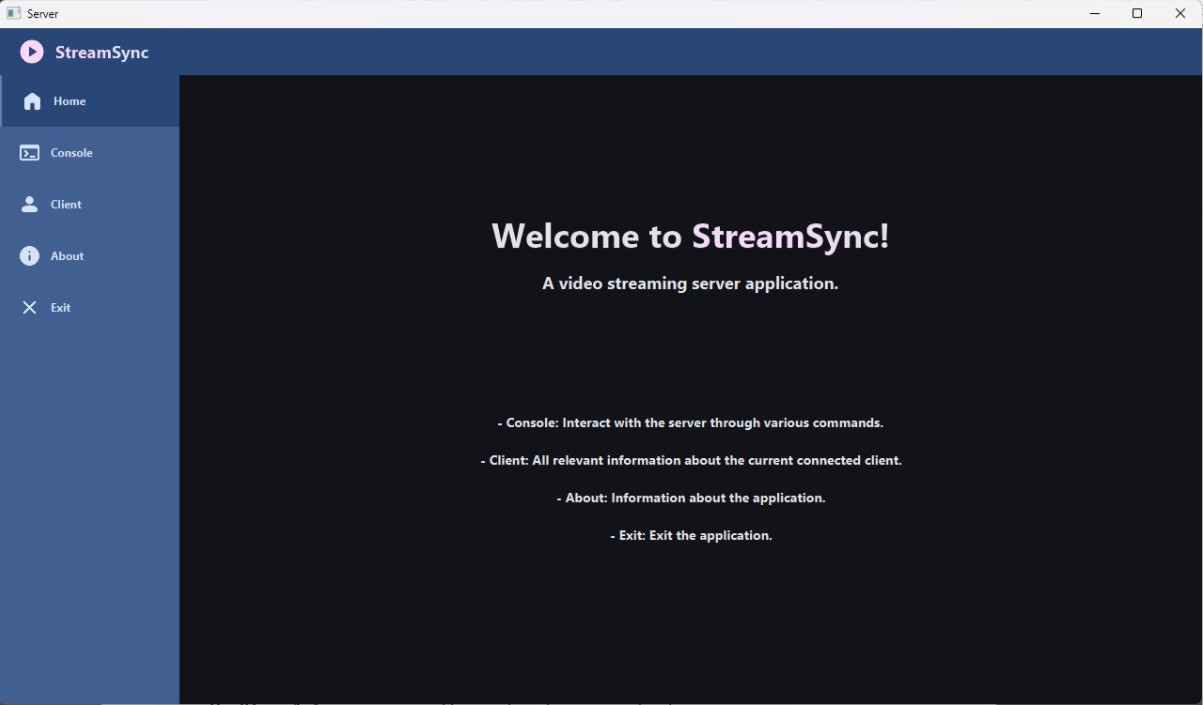 Server
StreamSync
Home
Console
Client
About
Exit
Welcome to StreamSync!
A video streaming server application.
- Console: Interact with the server through various commands.
- Client: All relevant information about the current connected client.
- About: Information about the application.
- Exit: Exit the application.